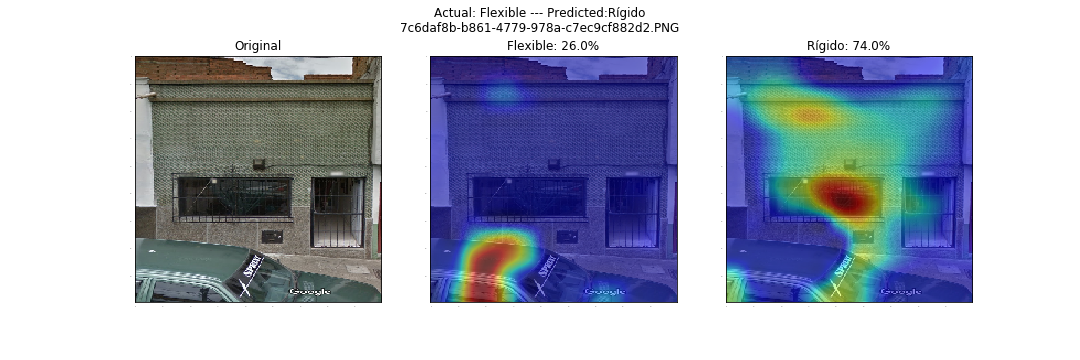 Actual: Flexible --- Predicted:Rígido
7c6daf8b-b861-4779-978a-c7ec9cf882d2.PNG
Original
Flexible: 26.0%
Rígido: 74.0%
Google
Google
Google